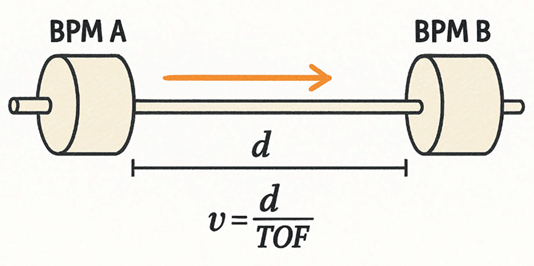 BPM A
BPM B
d
v = d/TOF